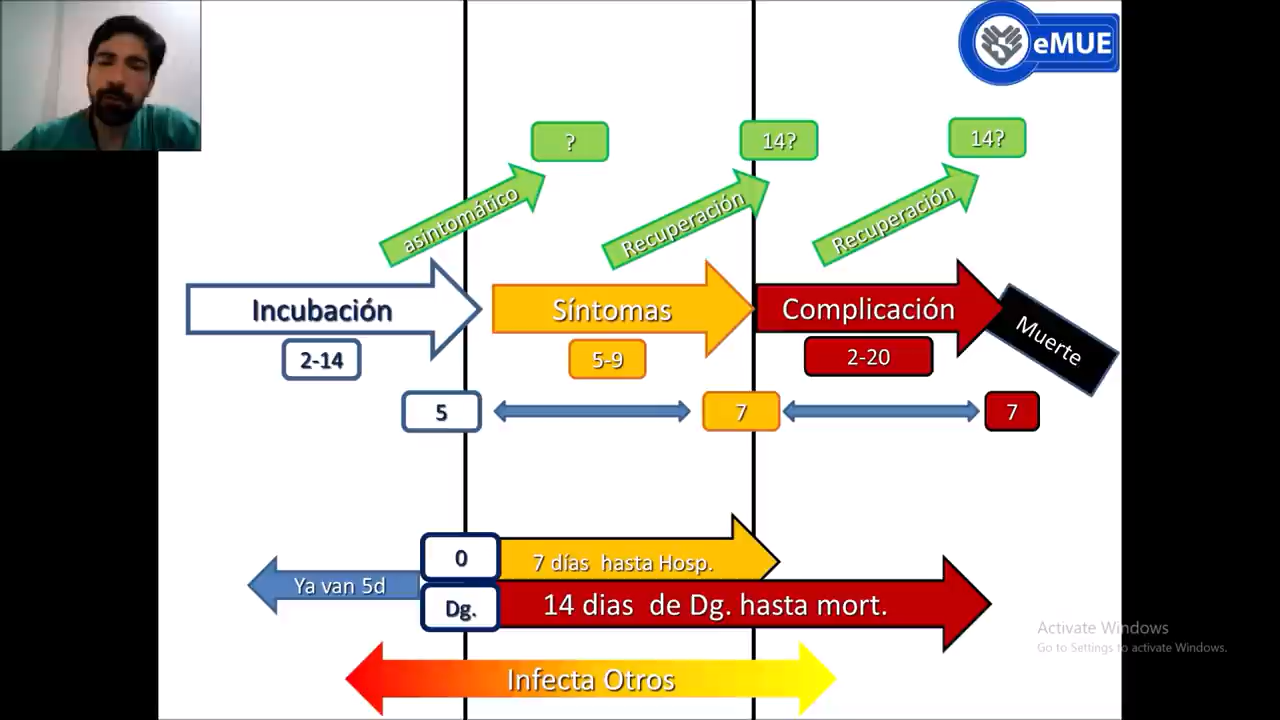 eMUE
?
14?
14?
asintomático
Recuperación
Recuperación
Incubación
Síntomas
Complicación
Muerte
2-14
5-9
2-20
5
7
7
0
7 días hasta Hosp.
Ya van 5d
Dg.
14 dias de Dg. hasta mort.
Activate Windows
Go to Settings to activate Windows.
Infecta Otros